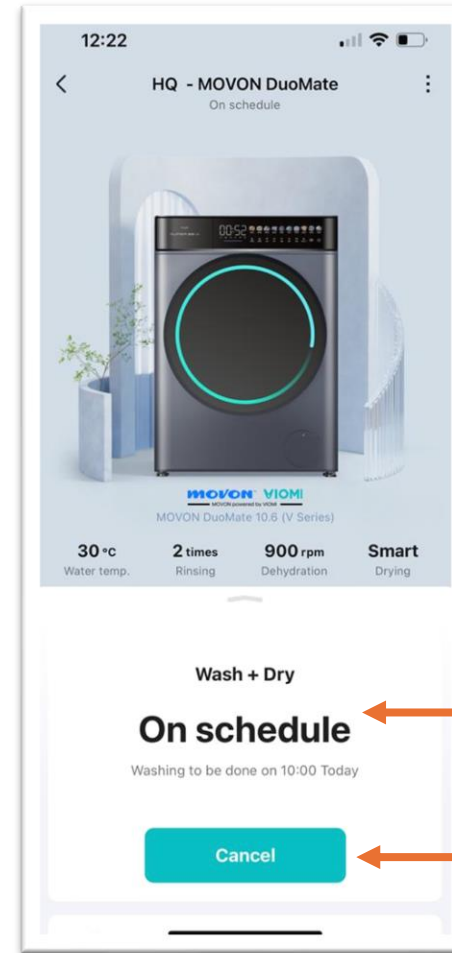 12:22
HQ - MOVON DuoMate
On schedule
00:52
MOVON VIOMI
MOVON powered by VIOMI
MOVON DuoMate 10.6 (V Series)
30 °C 2 times 900 rpm Smart
Water temp. Rinsing Dehydration Drying
Wash + Dry
On schedule
Washing to be done on 10:00 Today
Cancel